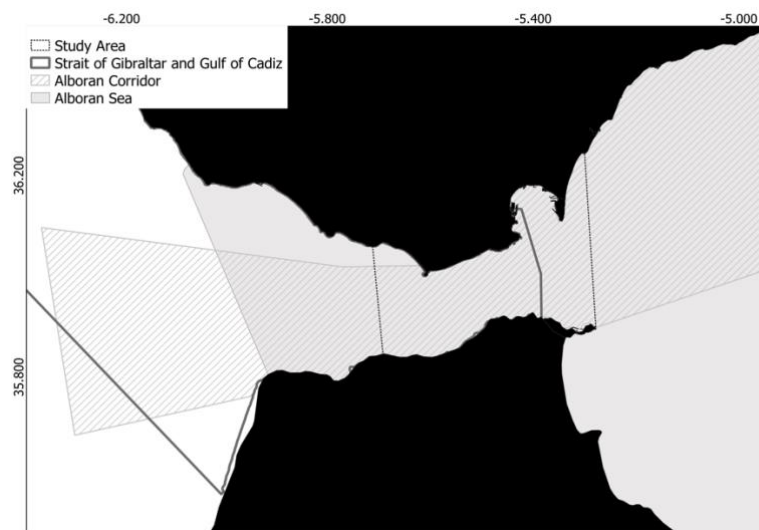 -6.200 -5.800 -5.400 -5.000
Study Area
Strait of Gibraltar and Gulf of Cadiz
Alboran Corridor
Alboran Sea
36.200
35.800